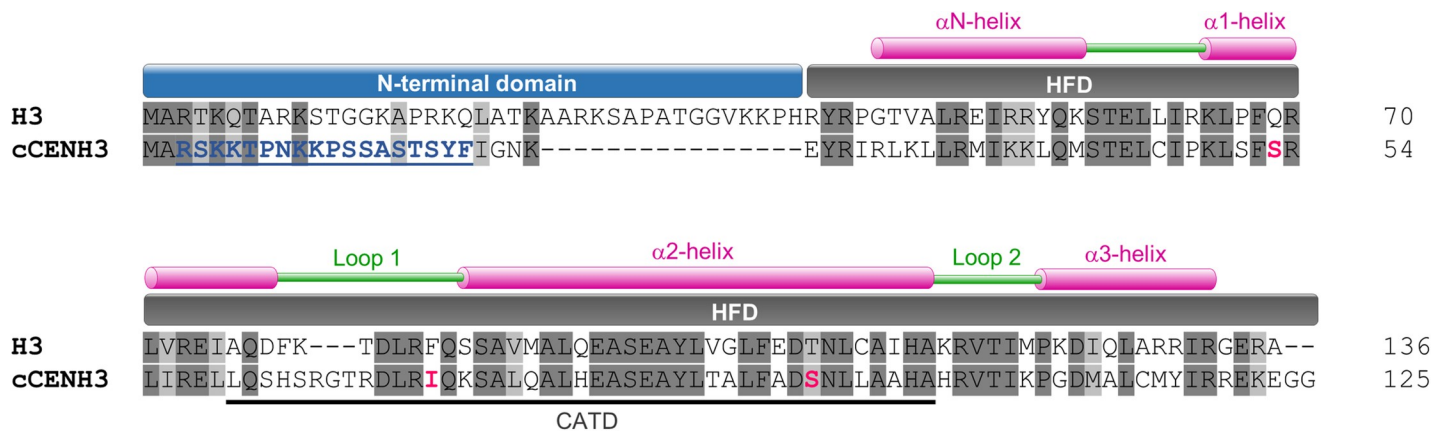 αN-helix α1-helix
N-terminal domain HFD
H3 MARTKQTARKSTGGKAPRKQLATKAARKSAPATGGVKKPHRYRPGTVALREIRRYQKSTELLIRKLPFQR 70
cCENH3 MARSKKTPNKKPSSASTSYFIGNK----------------EYRIRLKLLRMIKKLQMSTELCIPKLSFSR 54
Loop 1 α2-helix Loop 2 α3-helix
HFD
H3 LVREIAQDFK---TDLRFQSSAVMALQEASEAYLVGLFEDTNLCAIHAKRVTIMPKDIQLARRIRGERA-- 136
cCENH3 LIRELLQSHSRGTRDLRIQKSALQALHEASEAYLTALFADSNLLAAHAHRVTIKPGDMALCMYIRREKEGG 125
CATD